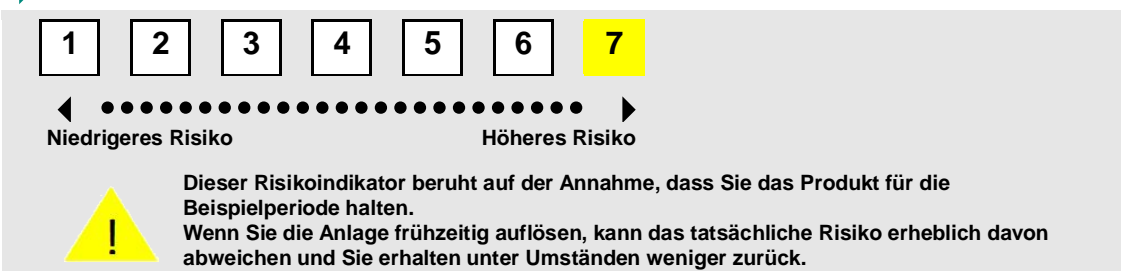 1 2 3 4 5 6 7
Niedrigeres Risiko Höheres Risiko
Dieser Risikoindikator beruht auf der Annahme, dass Sie das Produkt für die
Beispielperiode halten.
! Wenn Sie die Anlage frühzeitig auflösen, kann das tatsächliche Risiko erheblich davon
abweichen und Sie erhalten unter Umständen weniger zurück.